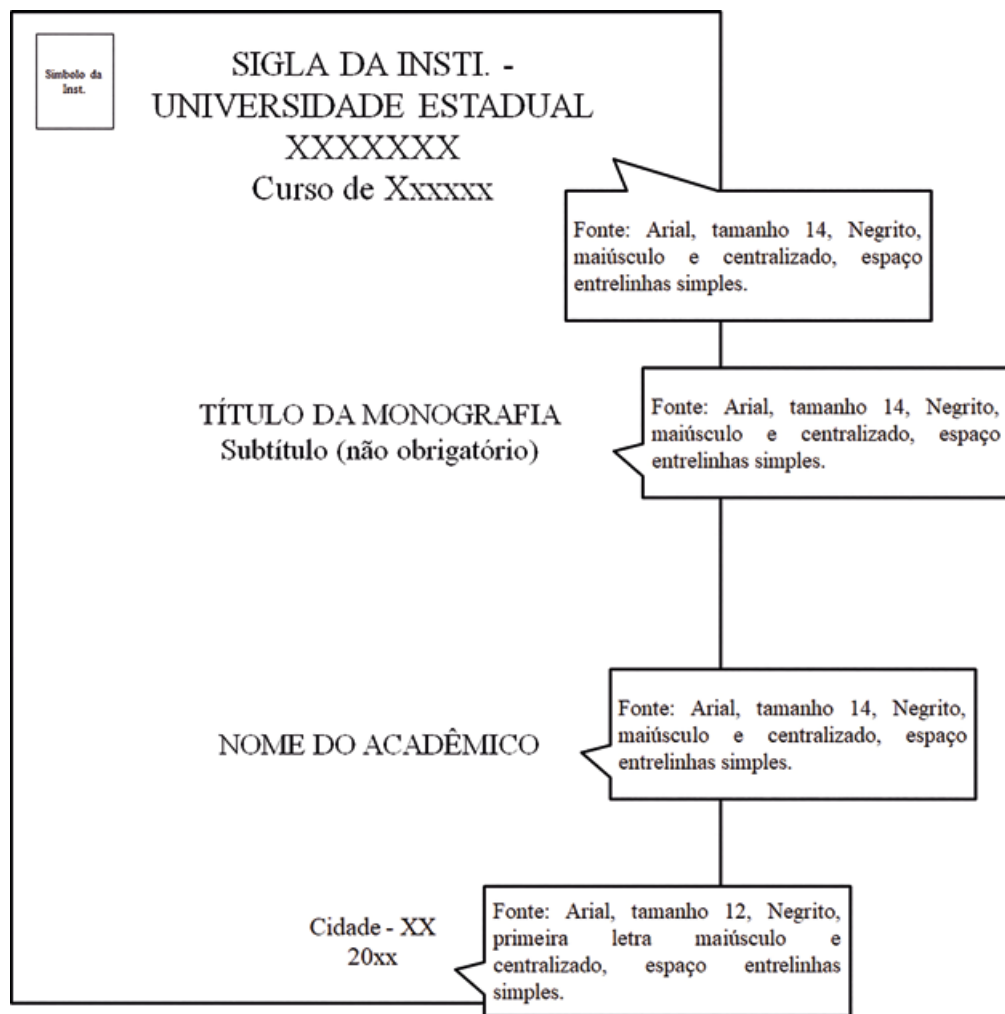 Símbolo da
Inst.
SIGLA DA INSTI. -
UNIVERSIDADE ESTADUAL
XXXXXXX
Curso de Xxxxxx
Fonte: Arial, tamanho 14, Negrito,
maiúsculo e centralizado, espaço
entrelinhas simples.
TÍTULO DA MONOGRAFIA
Subtítulo (não obrigatório)
Fonte: Arial, tamanho 14, Negrito,
maiúsculo e centralizado, espaço
entrelinhas simples.
NOME DO ACADÊMICO
Fonte: Arial, tamanho 14, Negrito,
maiúsculo e centralizado, espaço
entrelinhas simples.
Cidade - XX
20xx
Fonte: Arial, tamanho 12, Negrito,
primeira letra maiúsculo e
centralizado, espaço entrelinhas
simples.